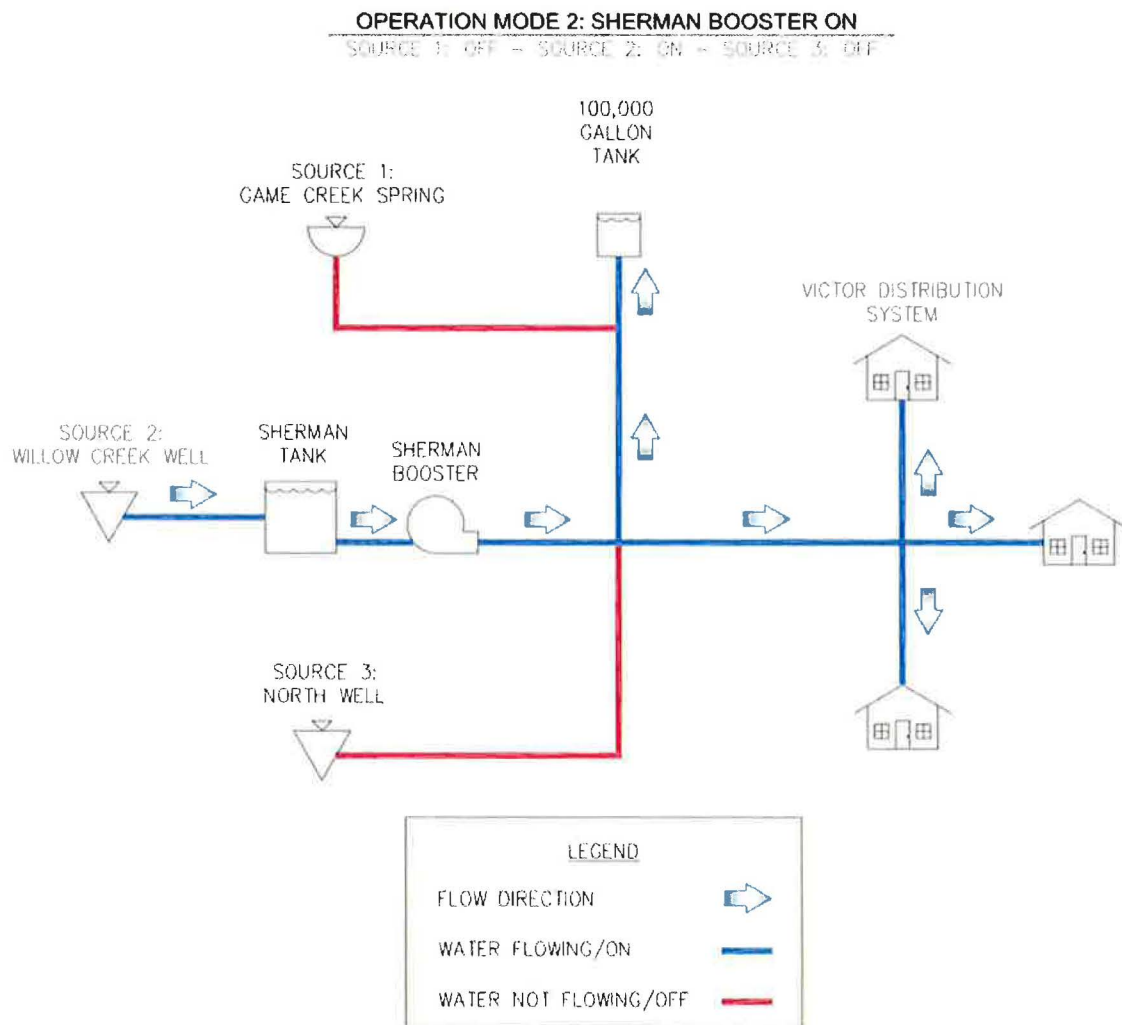 OPERATION MODE 2: SHERMAN BOOSTER ON
SOURCE 1: OFF – SOURCE 2: ON – SOURCE 3: OFF
100,000
GALLON
TANK
SOURCE 1:
GAME CREEK SPRING
VICTOR DISTRIBUTION
SYSTEM
SOURCE 2:
WILLOW CREEK WELL
SHERMAN
TANK
SHERMAN
BOOSTER
SOURCE 3:
NORTH WELL
LEGEND
FLOW DIRECTION
WATER FLOWING/ON
WATER NOT FLOWING/OFF